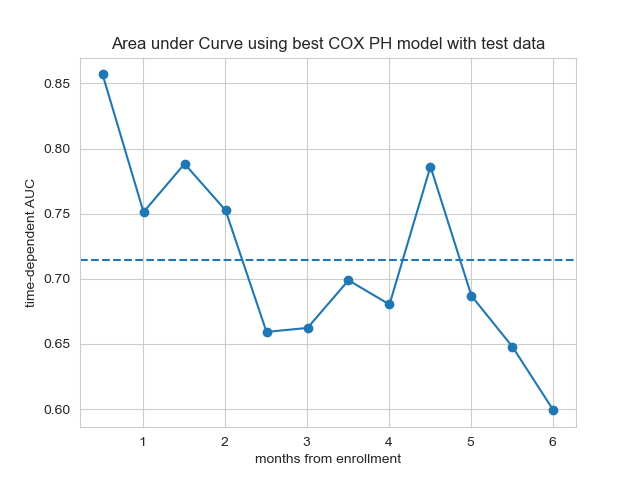 Area under Curve using best COX PH model with test data
time-dependent AUC
0.85
0.80
0.75
0.70
0.65
0.60
1 2 3 4 5 6
months from enrollment